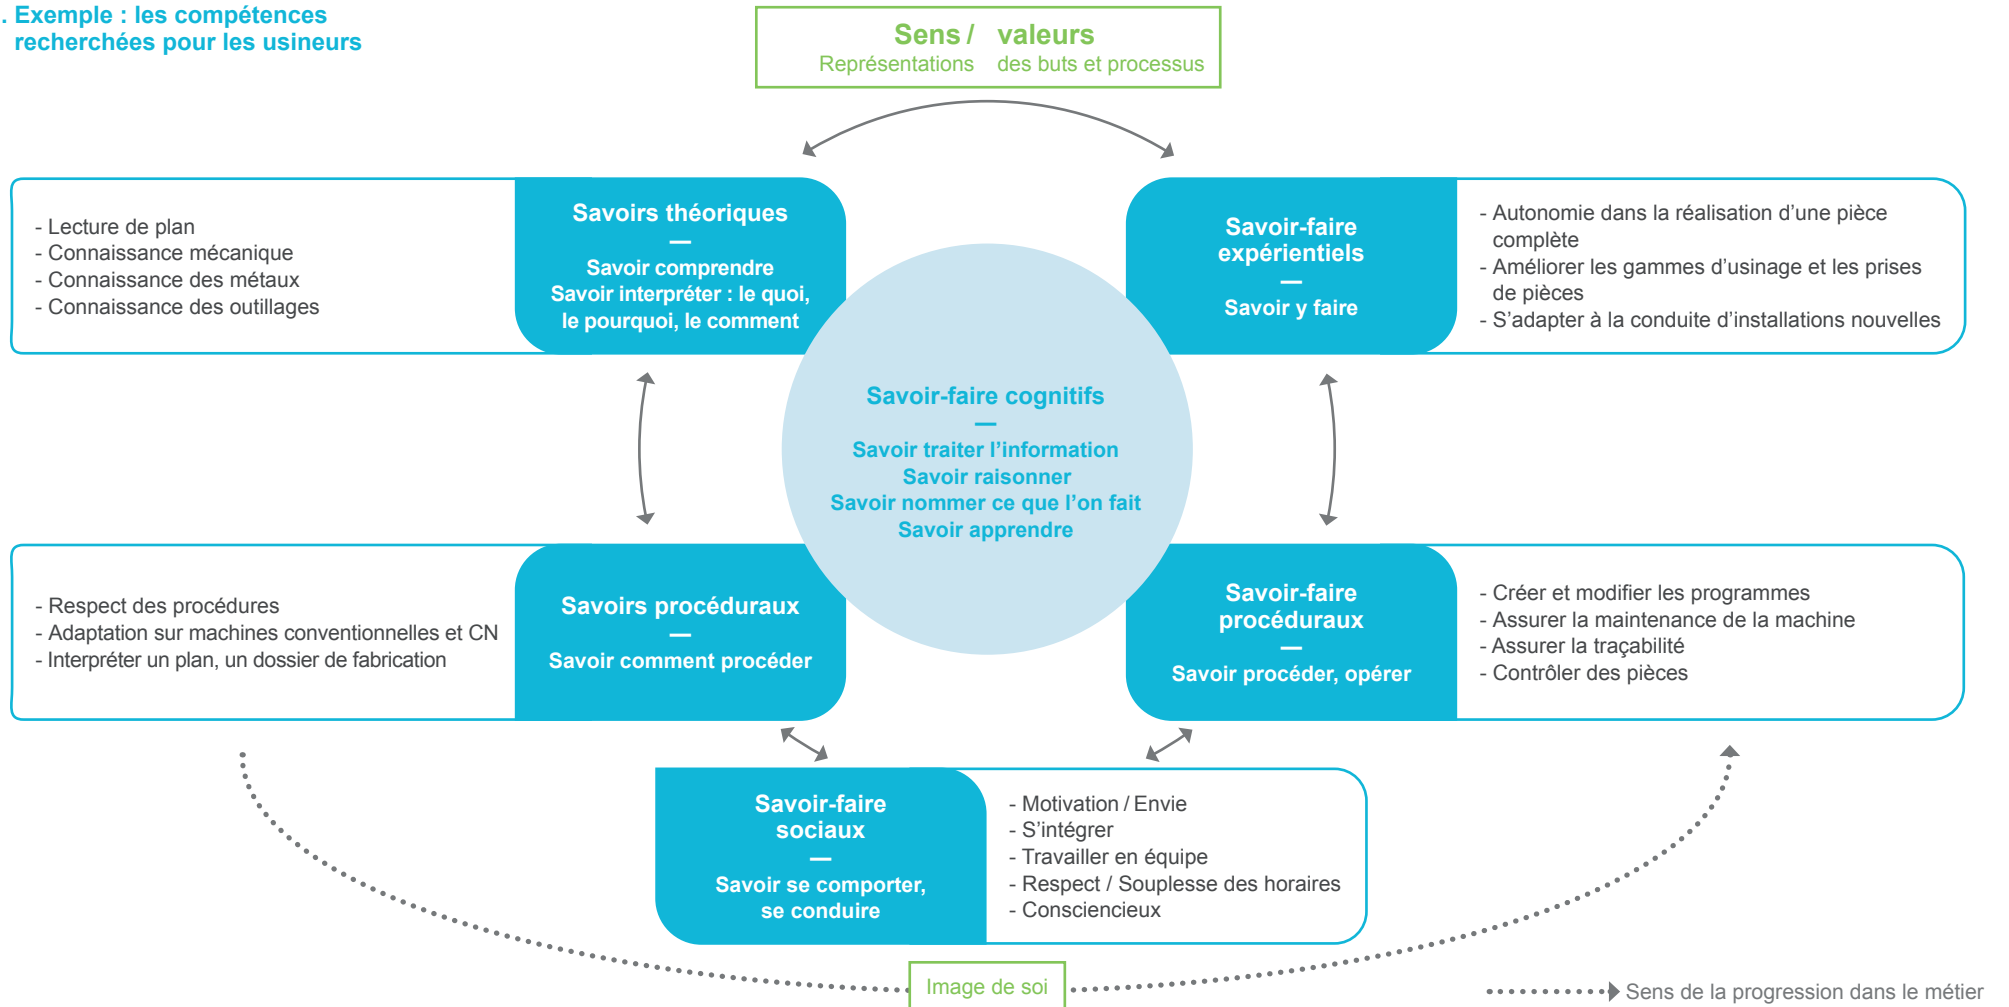 . Exemple : les compétences
recherchées pour les usineurs
Sens / valeurs
Représentations des buts et processus
- Lecture de plan
- Connaissance mécanique
- Connaissance des métaux
- Connaissance des outillages
Savoirs théoriques
—
Savoir comprendre
Savoir interpréter : le quoi,
le pourquoi, le comment
Savoir-faire
expérientiels
—
Savoir y faire
- Autonomie dans la réalisation d’une pièce
complète
- Améliorer les gammes d’usinage et les prises
de pièces
- S’adapter à la conduite d’installations nouvelles
Savoir-faire cognitifs
—
Savoir traiter l’information
Savoir raisonner
Savoir nommer ce que l’on fait
Savoir apprendre
- Respect des procédures
- Adaptation sur machines conventionnelles et CN
- Interpréter un plan, un dossier de fabrication
Savoirs procéduraux
—
Savoir comment procéder
Savoir-faire
procéduraux
—
Savoir procéder, opérer
- Créer et modifier les programmes
- Assurer la maintenance de la machine
- Assurer la traçabilité
- Contrôler des pièces
Savoir-faire
sociaux
—
Savoir se comporter,
se conduire
- Motivation / Envie
- S’intégrer
- Travailler en équipe
- Respect / Souplesse des horaires
- Consciencieux
Image de soi
Sens de la progression dans le métier